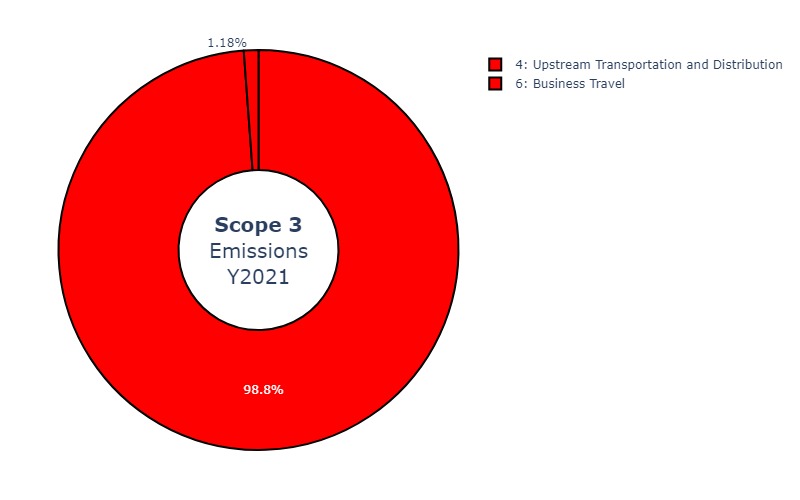 1.18%
4: Upstream Transportation and Distribution
6: Business Travel
Scope 3
Emissions
Y2021
98.8%